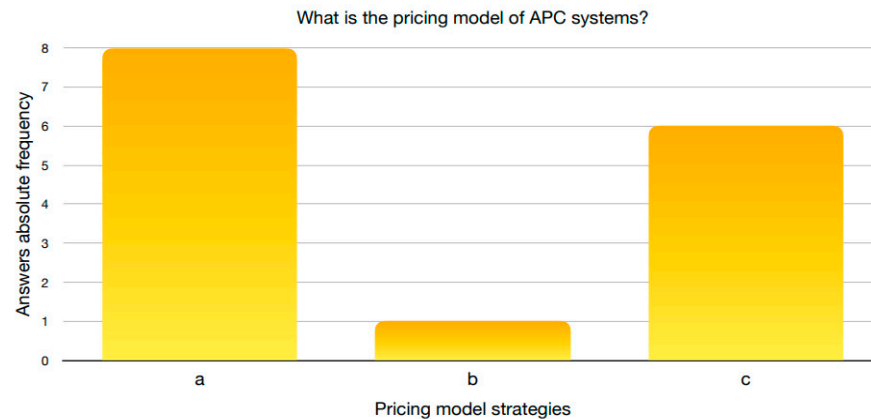 What is the pricing model of APC systems?
Answers absolute frequency
8
7
6
5
4
3
2
1
0
a b c
Pricing model strategies